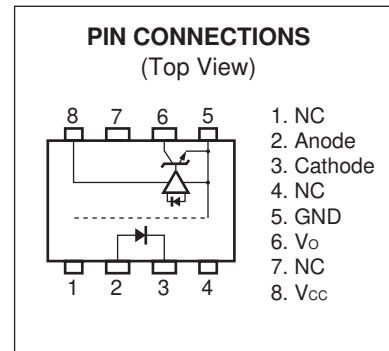 PIN CONNECTIONS
(Top View)
8 7 6 5
1 2 3 4
1. NC
2. Anode
3. Cathode
4. NC
5. GND
6. Vo
7. NC
8. Vcc